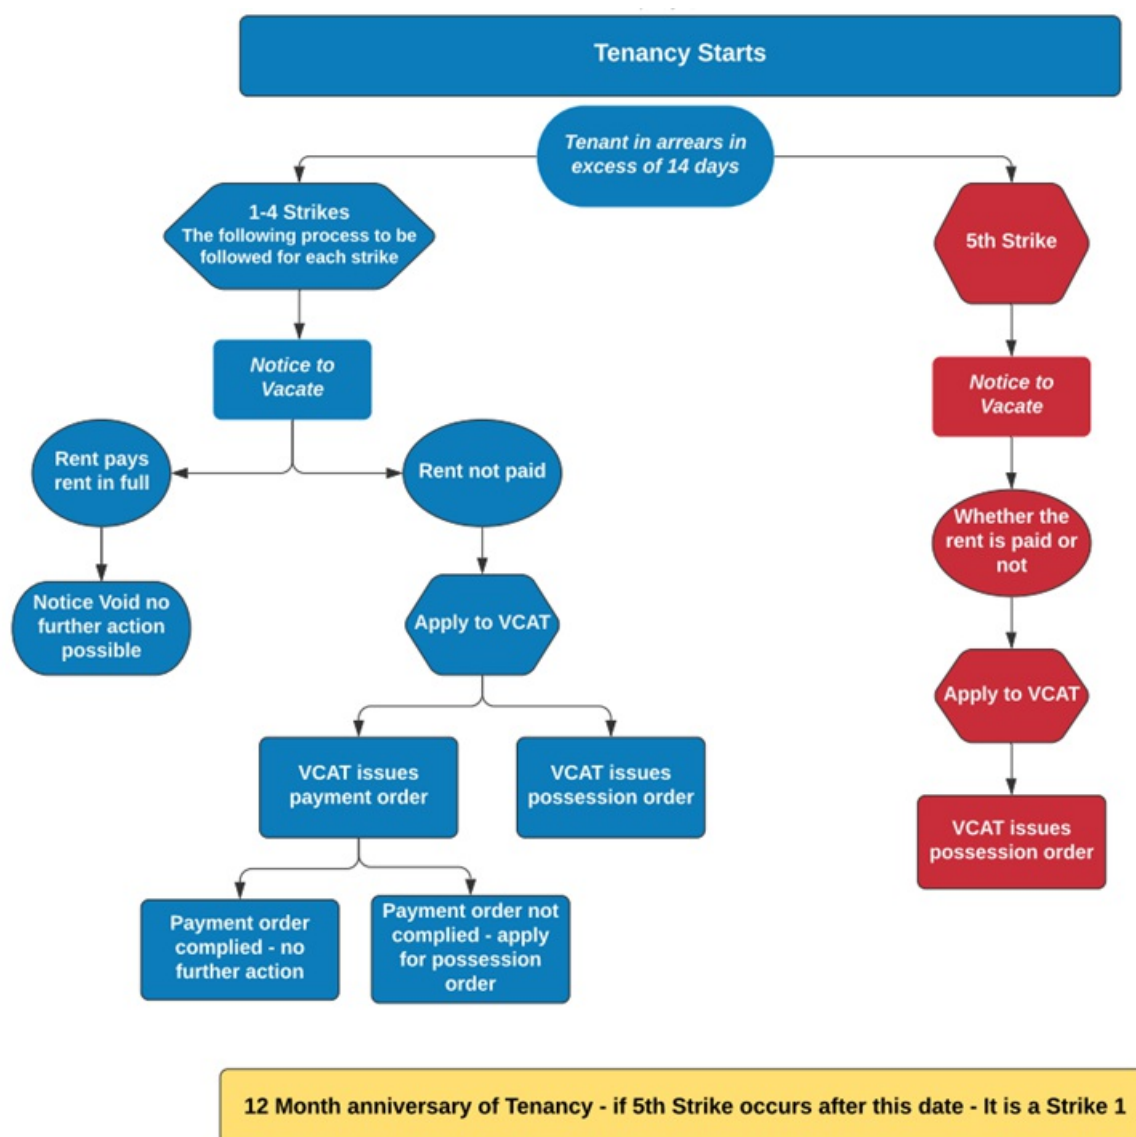 Tenancy Starts
Tenant in arrears in
excess of 14 days
1-4 Strikes
The following process to be
followed for each strike
5th Strike
Notice to
Vacate
Notice to
Vacate
Rent pays
rent in full
Rent not paid
Whether the
rent is paid or
not
Notice Void no
further action
possible
Apply to VCAT
Apply to VCAT
VCAT issues
payment order
VCAT issues
possession order
VCAT issues
possession order
Payment order
complied - no
further action
Payment order not
complied - apply
for possession
order
12 Month anniversary of Tenancy - if 5th Strike occurs after this date - It is a Strike 1